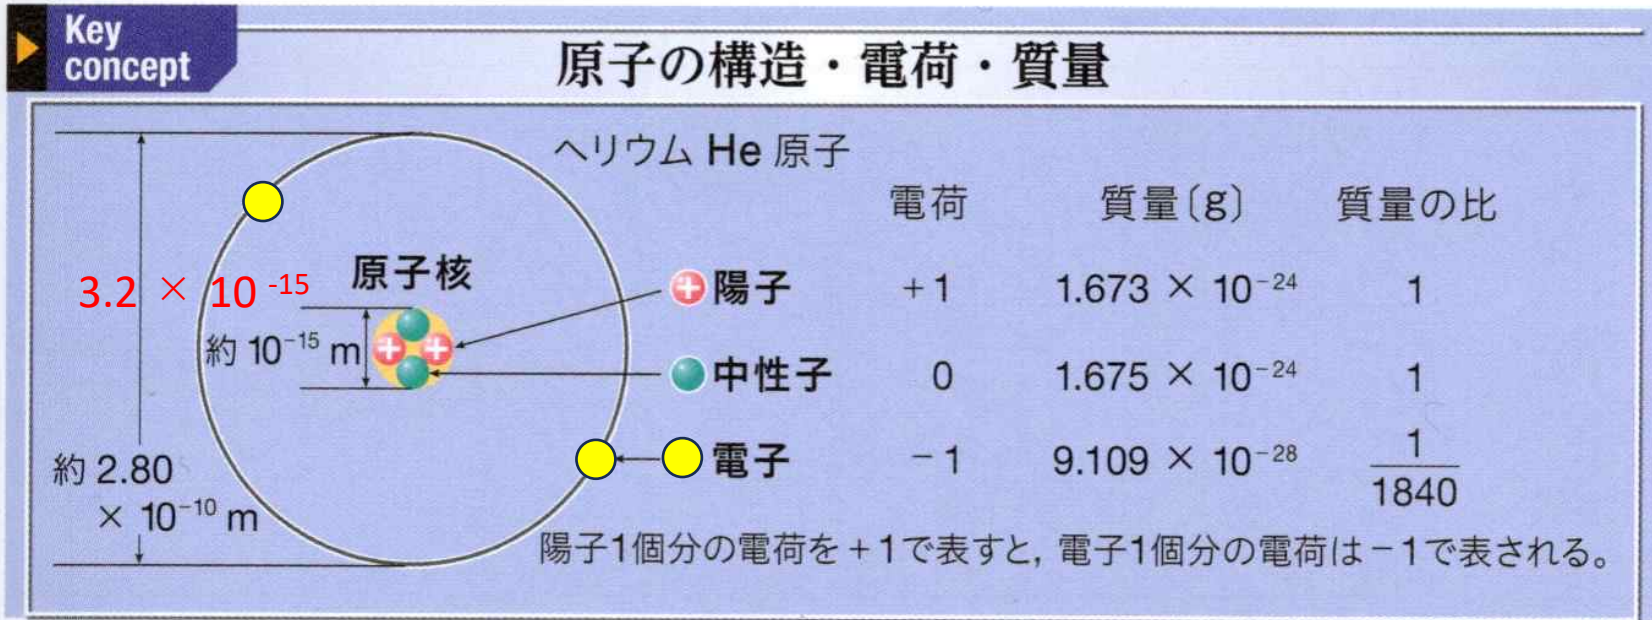 Key
concept
原子の構造・電荷・質量
ヘリウム He 原子
電荷 質量〔g〕 質量の比
3.2 × 10⁻¹⁵
原子核
約 10⁻¹⁵ m
陽子 +1 1.673 × 10⁻²⁴ 1
中性子 0 1.675 × 10⁻²⁴ 1
電子 −1 9.109 × 10⁻²⁸ 1/1840
約 2.80
× 10⁻¹⁰ m
陽子1個分の電荷を+1で表すと, 電子1個分の電荷は−1で表される。